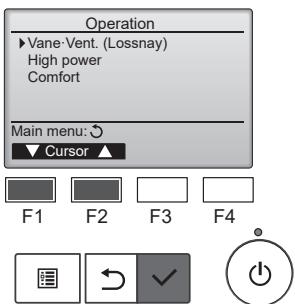 Operation
▶Vane·Vent. (Lossnay)
High power
Comfort
Main menu:↺
▼ Cursor ▲
F1 F2 F3 F4